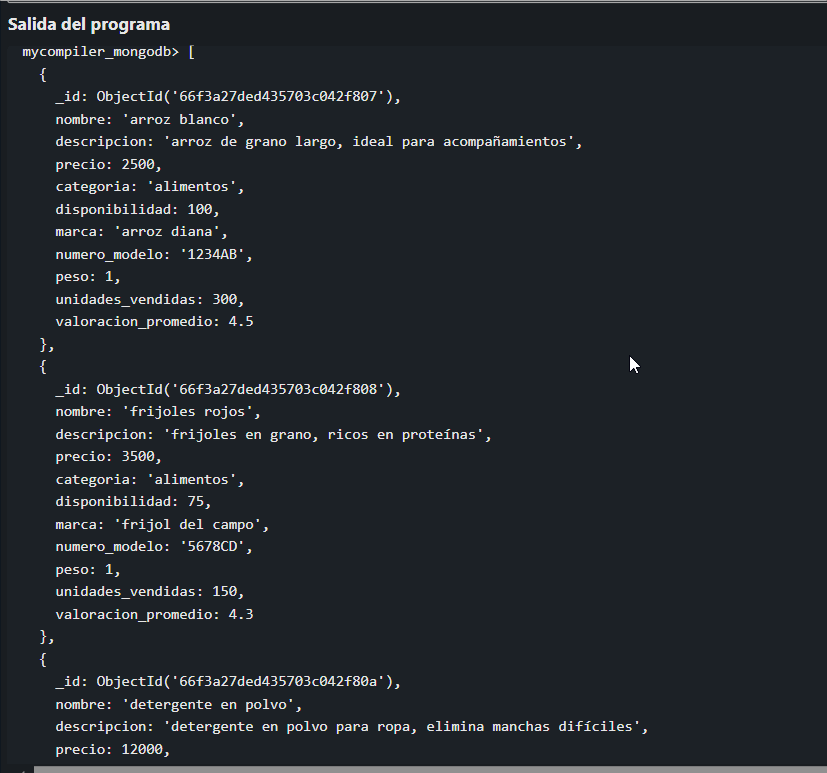 Salida del programa
mycompiler_mongodb> [
{
_id: ObjectId('66f3a27ded435703c042f807'),
nombre: 'arroz blanco',
descripcion: 'arroz de grano largo, ideal para acompañamientos',
precio: 2500,
categoria: 'alimentos',
disponibilidad: 100,
marca: 'arroz diana',
numero_modelo: '1234AB',
peso: 1,
unidades_vendidas: 300,
valoracion_promedio: 4.5
},
{
_id: ObjectId('66f3a27ded435703c042f808'),
nombre: 'frijoles rojos',
descripcion: 'frijoles en grano, ricos en proteínas',
precio: 3500,
categoria: 'alimentos',
disponibilidad: 75,
marca: 'frijol del campo',
numero_modelo: '5678CD',
peso: 1,
unidades_vendidas: 150,
valoracion_promedio: 4.3
},
{
_id: ObjectId('66f3a27ded435703c042f80a'),
nombre: 'detergente en polvo',
descripcion: 'detergente en polvo para ropa, elimina manchas difíciles',
precio: 12000,